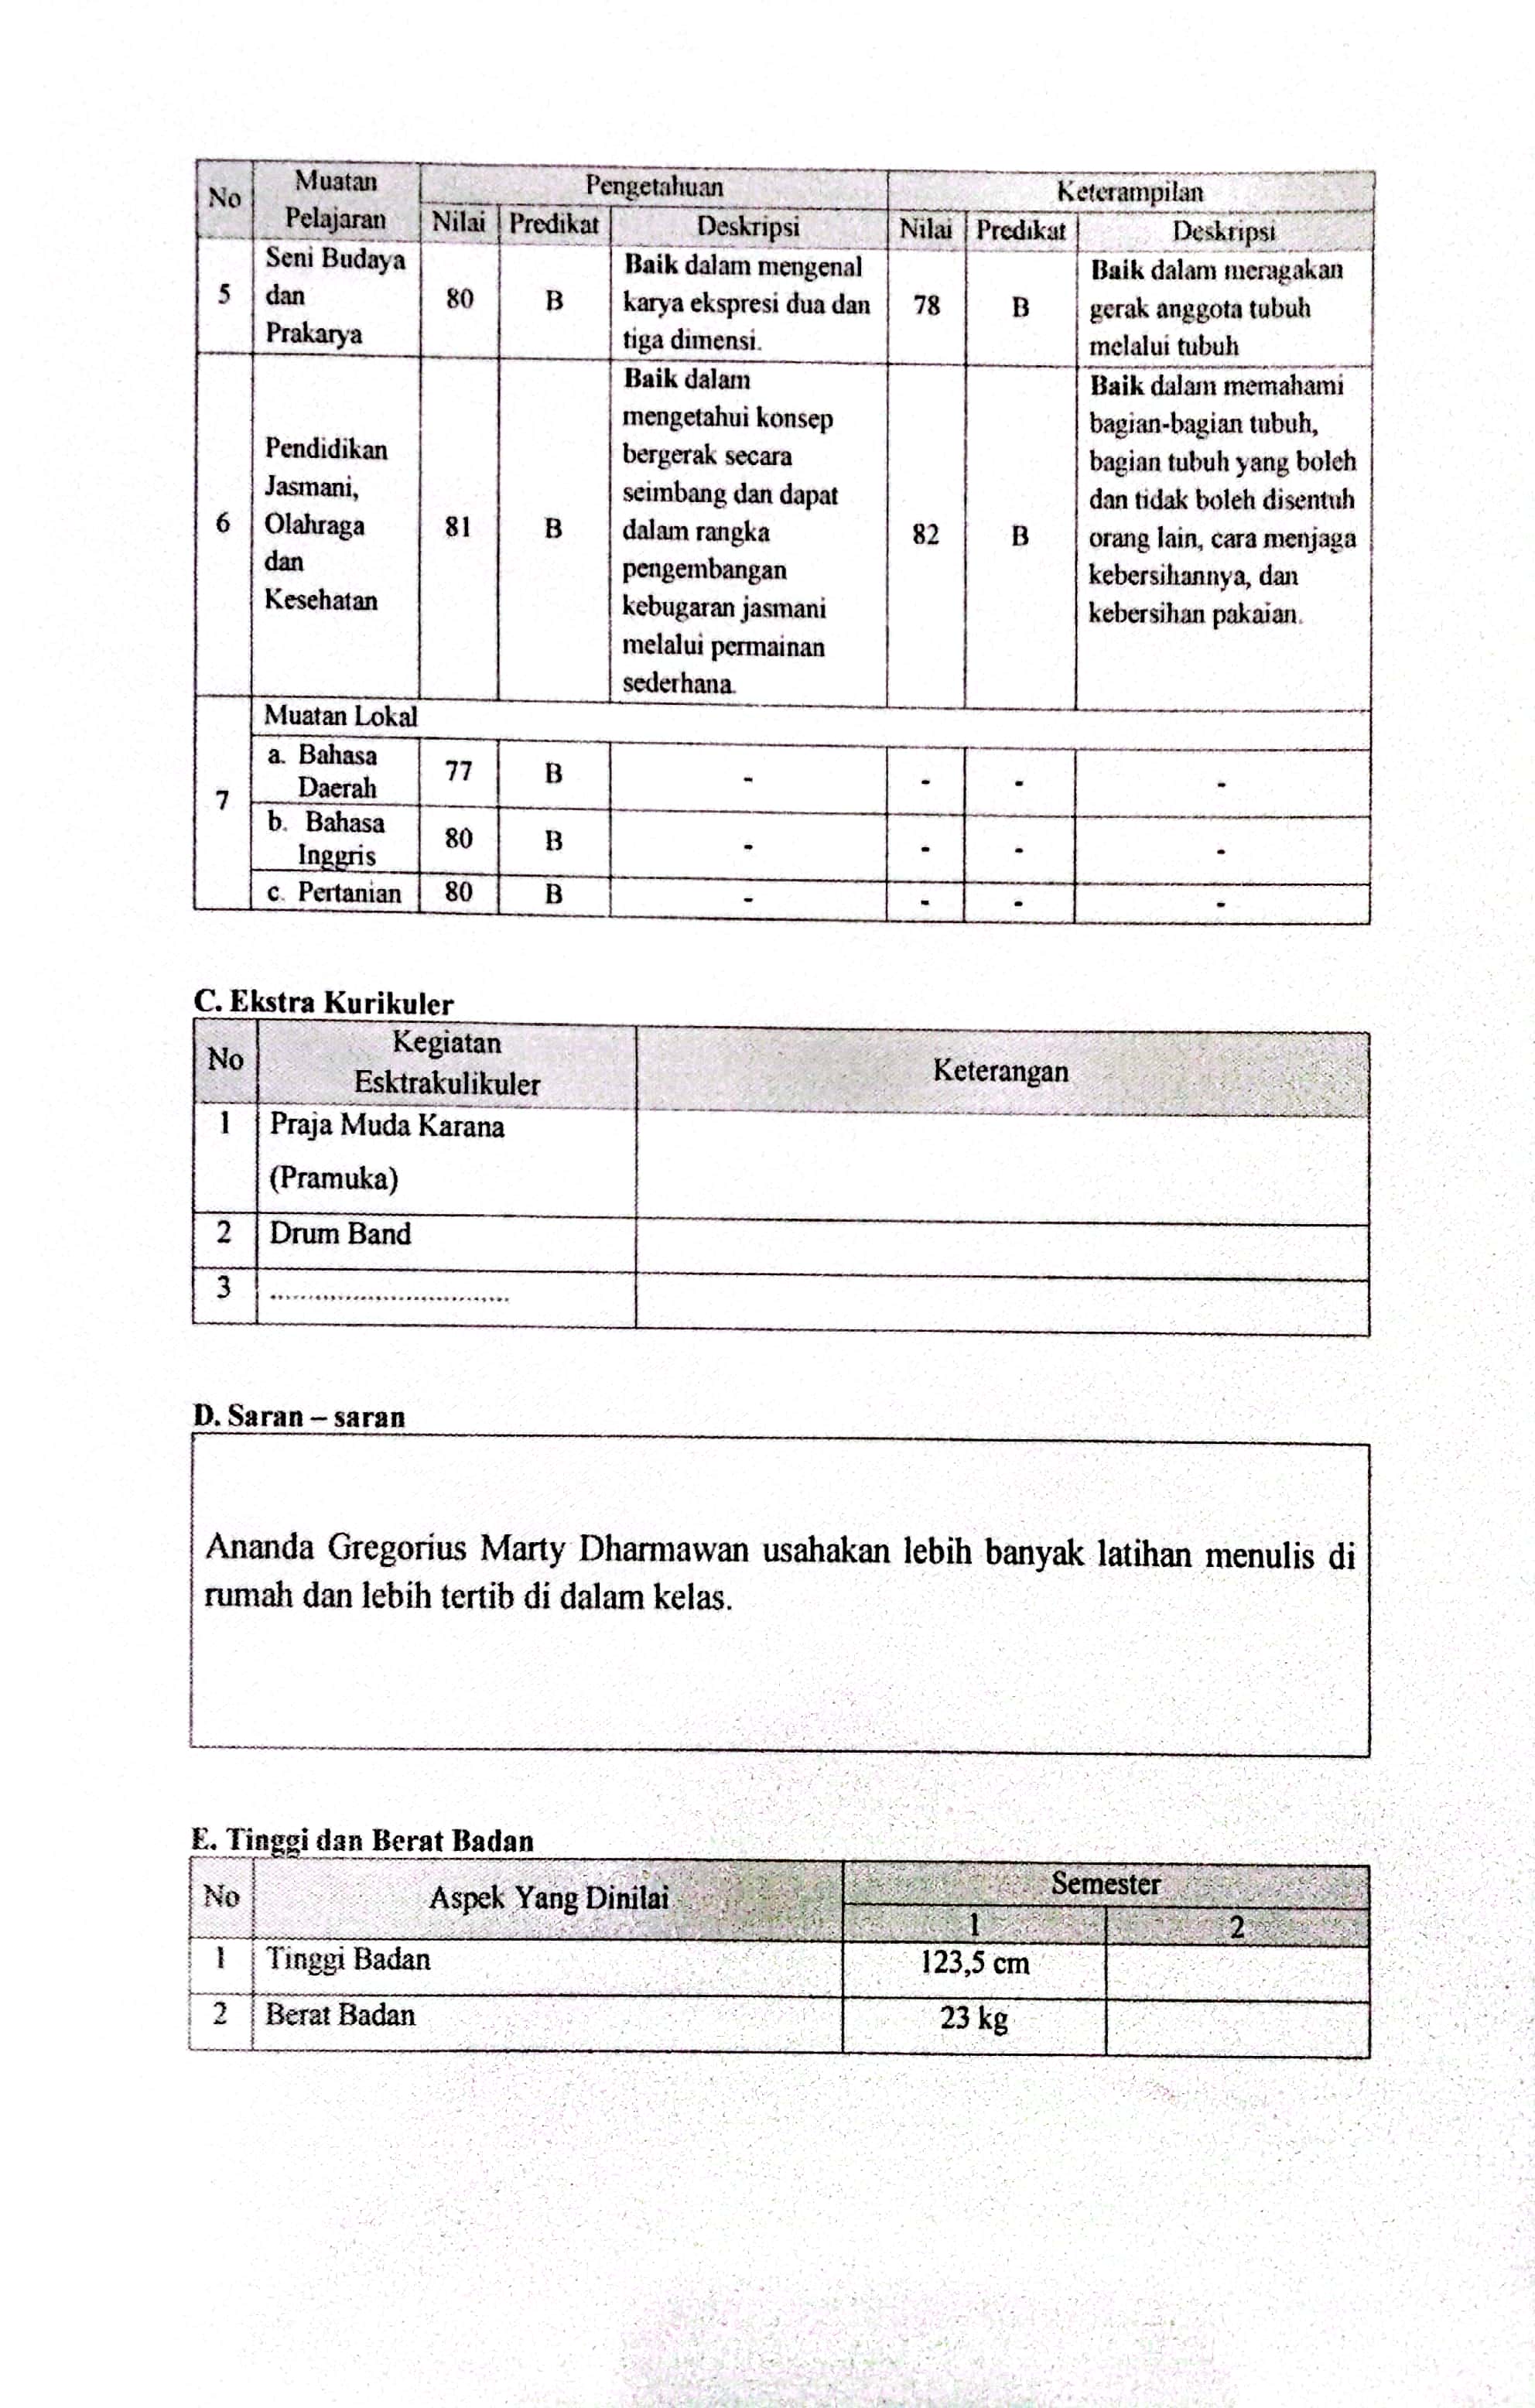 No Muatan Pelajaran Pengetahuan Keterampilan
Nilai Predikat Deskripsi Nilai Predikat Deskripsi
5 Seni Budaya dan Prakarya 80 B Baik dalam mengenal karya ekspresi dua dan tiga dimensi. 78 B Baik dalam meragakan gerak anggota tubuh melalui tubuh
6 Pendidikan Jasmani, Olahraga dan Kesehatan 81 B Baik dalam mengetahui konsep bergerak secara seimbang dan dapat dalam rangka pengembangan kebugaran jasmani melalui permainan sederhana. 82 B Baik dalam memahami bagian-bagian tubuh, bagian tubuh yang boleh dan tidak boleh disentuh orang lain, cara menjaga kebersihannya, dan kebersihan pakaian.
7 Muatan Lokal
a. Bahasa Daerah 77 B - - - -
b. Bahasa Inggris 80 B - - - -
c. Pertanian 80 B - - - -
C. Ekstra Kurikuler
No Kegiatan Esktrakulikuler Keterangan
1 Praja Muda Karana
(Pramuka)
2 Drum Band
3 ...............................
D. Saran – saran
Ananda Gregorius Marty Dharmawan usahakan lebih banyak latihan menulis di
rumah dan lebih tertib di dalam kelas.
E. Tinggi dan Berat Badan
No Aspek Yang Dinilai Semester
1 2
1 Tinggi Badan 123,5 cm
2 Berat Badan 23 kg